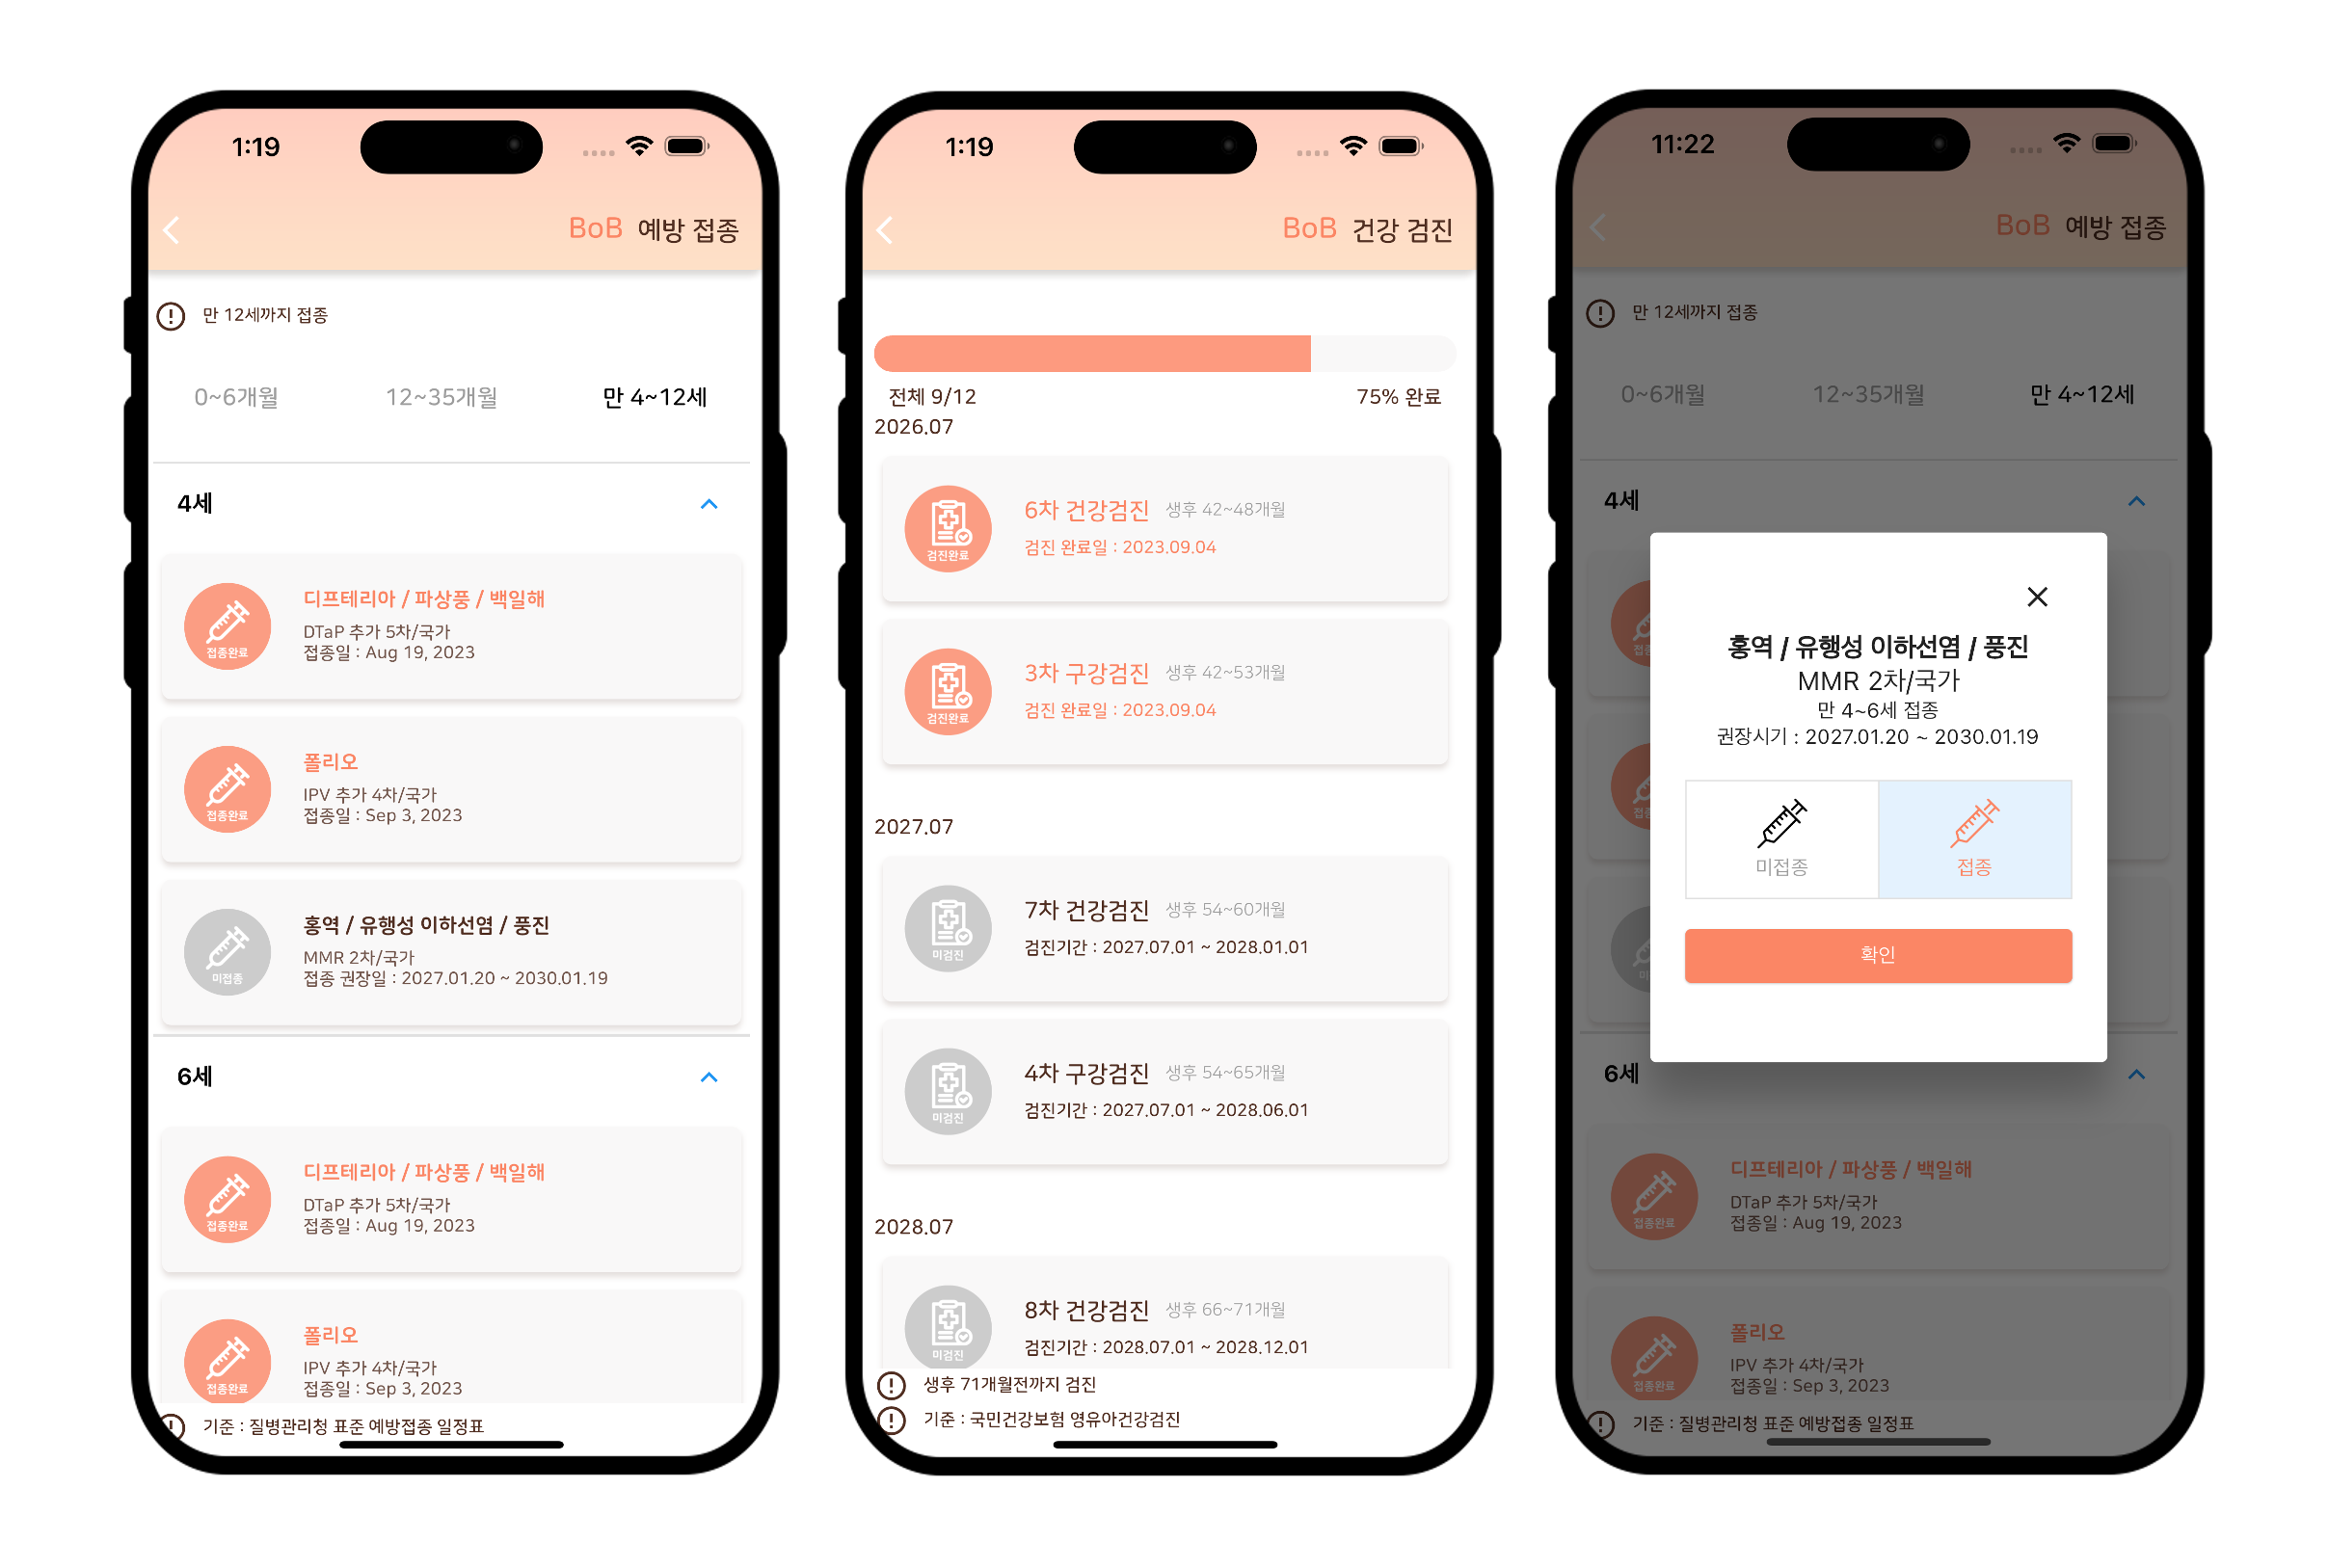 1:19
BoB 예방 접종
만 12세까지 접종
0~6개월 12~35개월 만 4~12세
4세
접종완료
디프테리아 / 파상풍 / 백일해
DTaP 추가 5차/국가
접종일 : Aug 19, 2023
접종완료
폴리오
IPV 추가 4차/국가
접종일 : Sep 3, 2023
미접종
홍역 / 유행성 이하선염 / 풍진
MMR 2차/국가
접종 권장일 : 2027.01.20 ~ 2030.01.19
6세
접종완료
디프테리아 / 파상풍 / 백일해
DTaP 추가 5차/국가
접종일 : Aug 19, 2023
접종완료
폴리오
IPV 추가 4차/국가
접종일 : Sep 3, 2023
기준 : 질병관리청 표준 예방접종 일정표
1:19
BoB 건강 검진
전체 9/12 75% 완료
2026.07
검진완료
6차 건강검진 생후 42~48개월
검진 완료일 : 2023.09.04
검진완료
3차 구강검진 생후 42~53개월
검진 완료일 : 2023.09.04
2027.07
미검진
7차 건강검진 생후 54~60개월
검진기간 : 2027.07.01 ~ 2028.01.01
미검진
4차 구강검진 생후 54~65개월
검진기간 : 2027.07.01 ~ 2028.06.01
2028.07
미검진
8차 건강검진 생후 66~71개월
검진기간 : 2028.07.01 ~ 2028.12.01
생후 71개월전까지 검진
기준 : 국민건강보험 영유아건강검진
11:22
BoB 예방 접종
만 12세까지 접종
0~6개월 12~35개월 만 4~12세
4세
홍역 / 유행성 이하선염 / 풍진
MMR 2차/국가
만 4~6세 접종
권장시기 : 2027.01.20 ~ 2030.01.19
미접종 접종
확인
6세
접종완료
디프테리아 / 파상풍 / 백일해
DTaP 추가 5차/국가
접종일 : Aug 19, 2023
접종완료
폴리오
IPV 추가 4차/국가
접종일 : Sep 3, 2023
기준 : 질병관리청 표준 예방접종 일정표